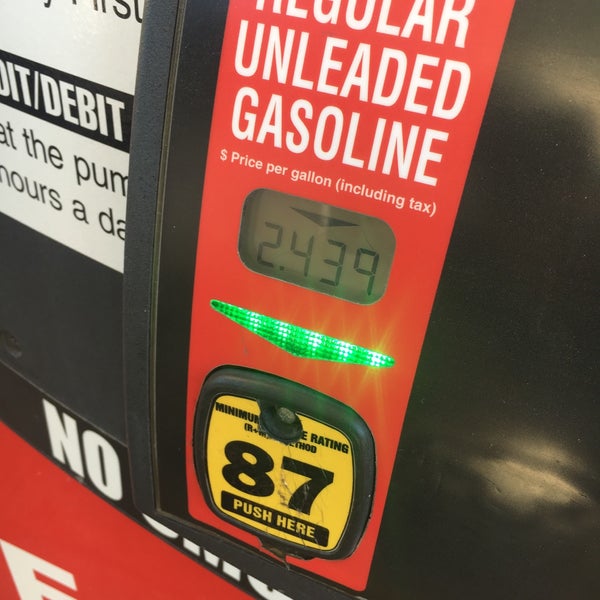 REGULAR
UNLEADED
GASOLINE
$ Price per gallon (including tax)
2.439
RATING
87
PUSH HERE
DIT/DEBIT
at the pum
hours a da
NO